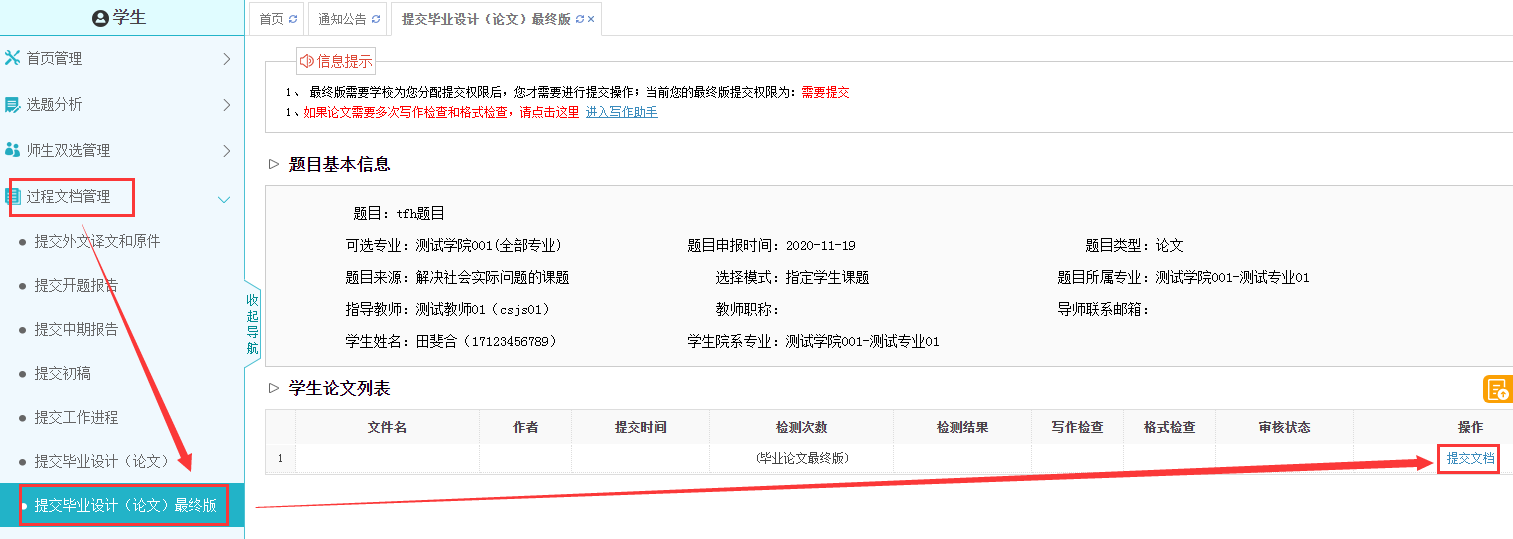 学生
首页
通知公告
提交毕业设计（论文）最终版
首页管理
选题分析
师生双选管理
过程文档管理
提交外文译文和原件
提交开题报告
提交中期报告
提交初稿
提交工作进程
提交毕业设计（论文）
提交毕业设计（论文）最终版
收起导航
信息提示
1、 最终版需要学校为您分配提交权限后，您才需要进行提交操作；当前您的最终版提交权限为：需要提交
1、如果论文需要多次写作检查和格式检查，请点击这里 进入写作助手
题目基本信息
题目：tfh题目
可选专业：测试学院001(全部专业) 题目申报时间：2020-11-19 题目类型：论文
题目来源：解决社会实际问题的课题 选择模式：指定学生课题 题目所属专业：测试学院001-测试专业01
指导教师：测试教师01（csjs01） 教师职称： 导师联系邮箱：
学生姓名：田斐合（17123456789） 学生院系专业：测试学院001-测试专业01
学生论文列表
文件名 作者 提交时间 检测次数 检测结果 写作检查 格式检查 审核状态 操作
1 (毕业论文最终版) 提交文档